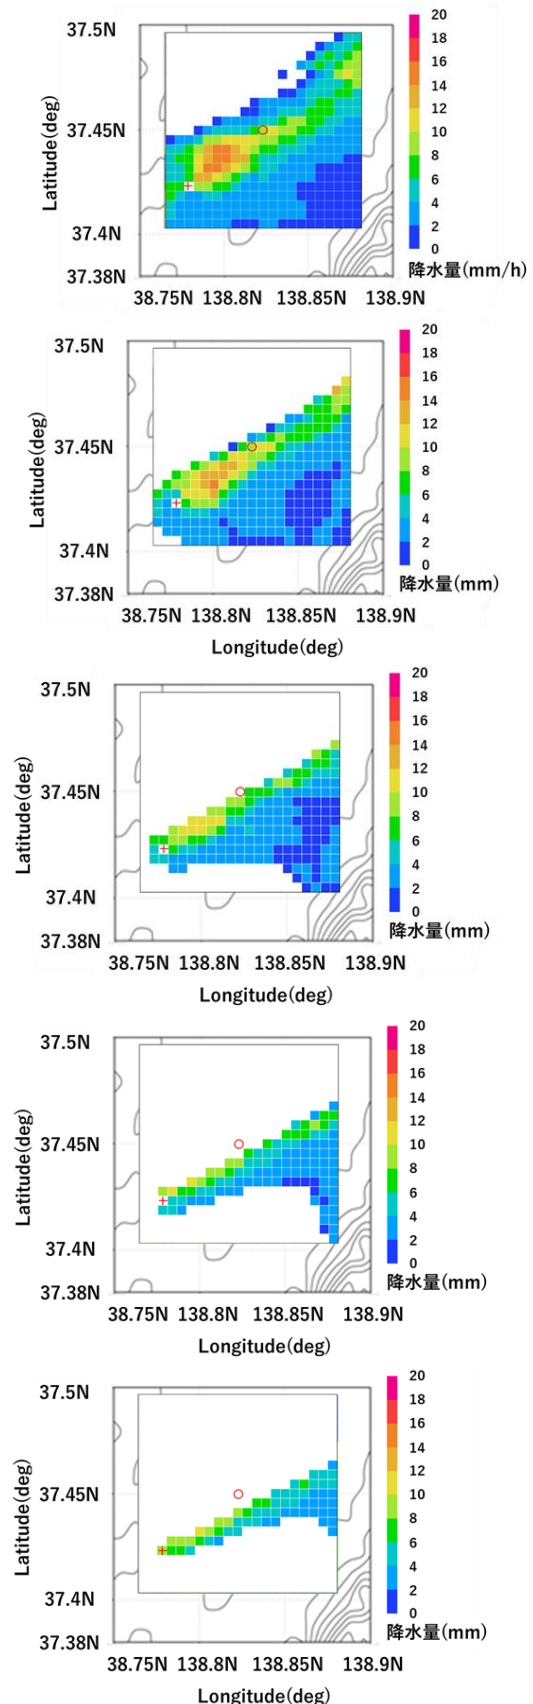 20
37.5N
18
16
14
12
37.45N
10
8
6
4
37.4N
2
0
Latitude(deg)
降水量(mm/h)
37.38N
38.75N 138.8N 138.85N 138.9N
20
37.5N
18
16
14
12
37.45N
10
8
6
4
37.4N
2
0
Latitude(deg)
降水量(mm)
37.38N
38.75N 138.8N 138.85N 138.9N
Longitude(deg)
20
37.5N
18
16
14
12
37.45N
10
8
6
4
37.4N
2
0
Latitude(deg)
降水量(mm)
37.38N
38.75N 138.8N 138.85N 138.9N
Longitude(deg)
20
37.5N
18
16
14
12
37.45N
10
8
6
4
37.4N
2
0
Latitude(deg)
降水量(mm)
37.38N
38.75N 138.8N 138.85N 138.9N
Longitude(deg)
20
37.5N
18
16
14
12
37.45N
10
8
6
4
37.4N
2
0
Latitude(deg)
降水量(mm)
37.38N
38.75N 138.8N 138.85N 138.9N
Longitude(deg)